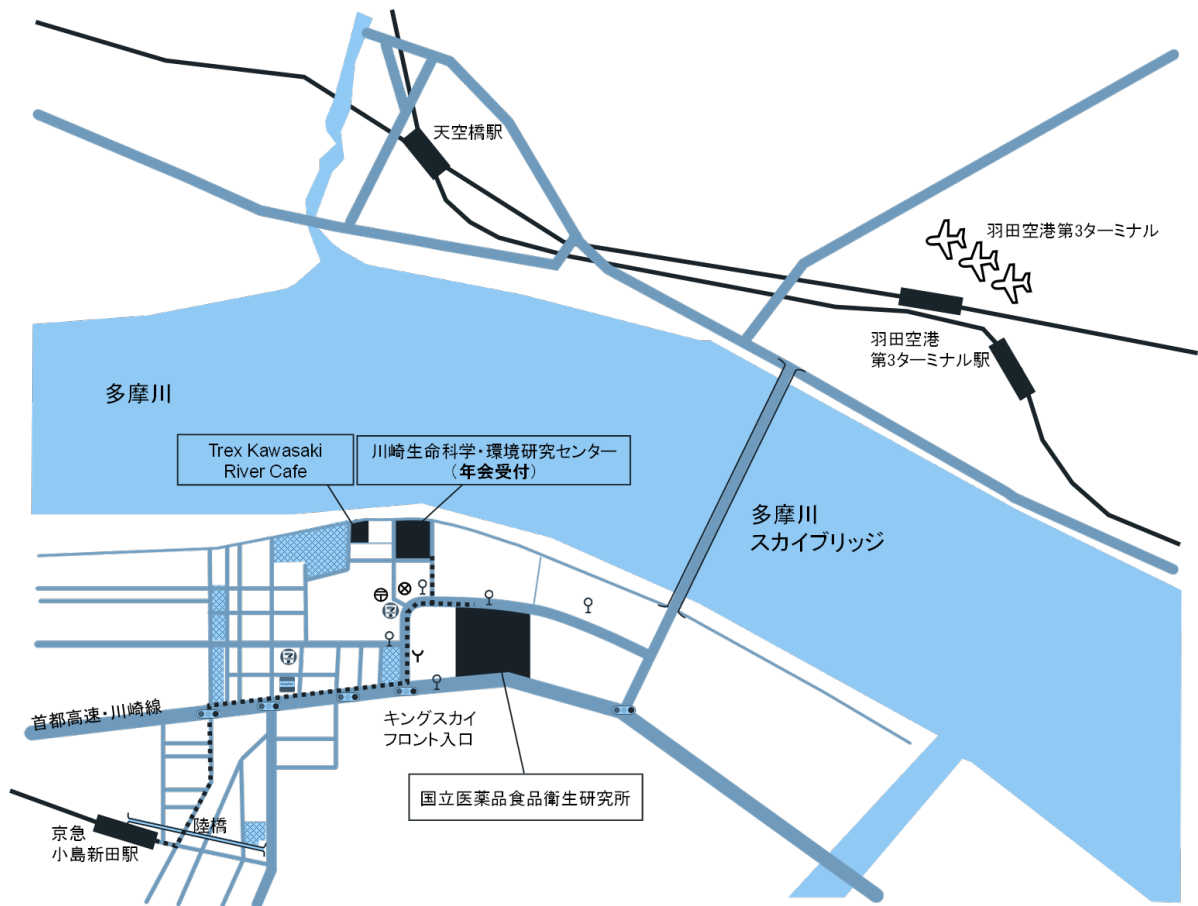 天空橋駅
羽田空港第3ターミナル
羽田空港
第3ターミナル駅
多摩川
Trex Kawasaki
River Cafe
川崎生命科学・環境研究センター
（年会受付）
多摩川
スカイブリッジ
首都高速・川崎線
キングスカイ
フロント入口
国立医薬品食品衛生研究所
陸橋
京急
小島新田駅